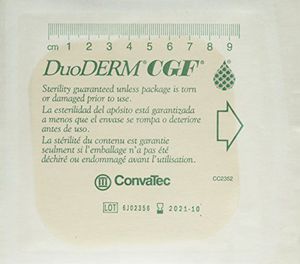 cm 1 2 3 4 5 6 7 8 9
DuoDERM® CGF®
Sterility guaranteed unless package is torn
or damaged prior to use.
La esterilidad del apósito está garantizada
a menos que el envase se rompa o deteriore
antes de uso.
La stérilité du contenu est garantie
seulment si l'emballage n'a pas été
déchiré ou endommagé avant l'utilisation.
ConvaTec
CC2352
LOT 6J02356 2021-10